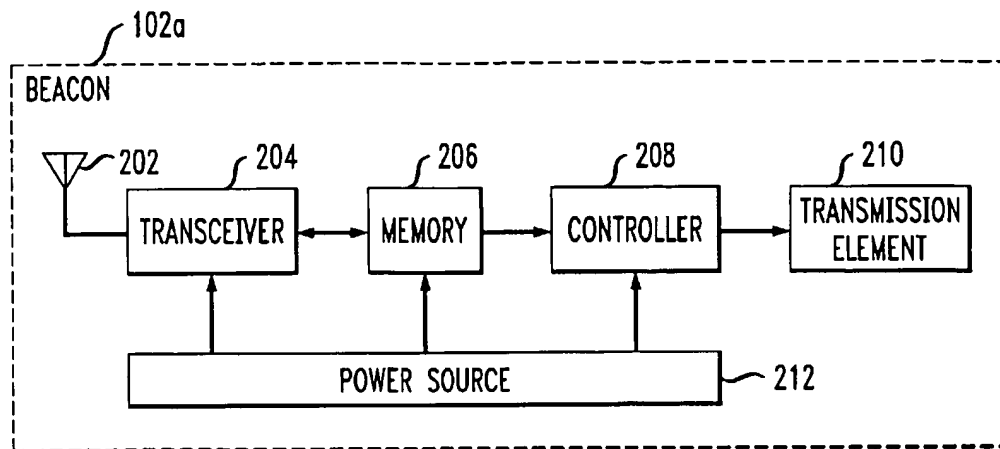 102a
BEACON
202
204
206
208
210
TRANSCEIVER
MEMORY
CONTROLLER
TRANSMISSION
ELEMENT
POWER SOURCE
212